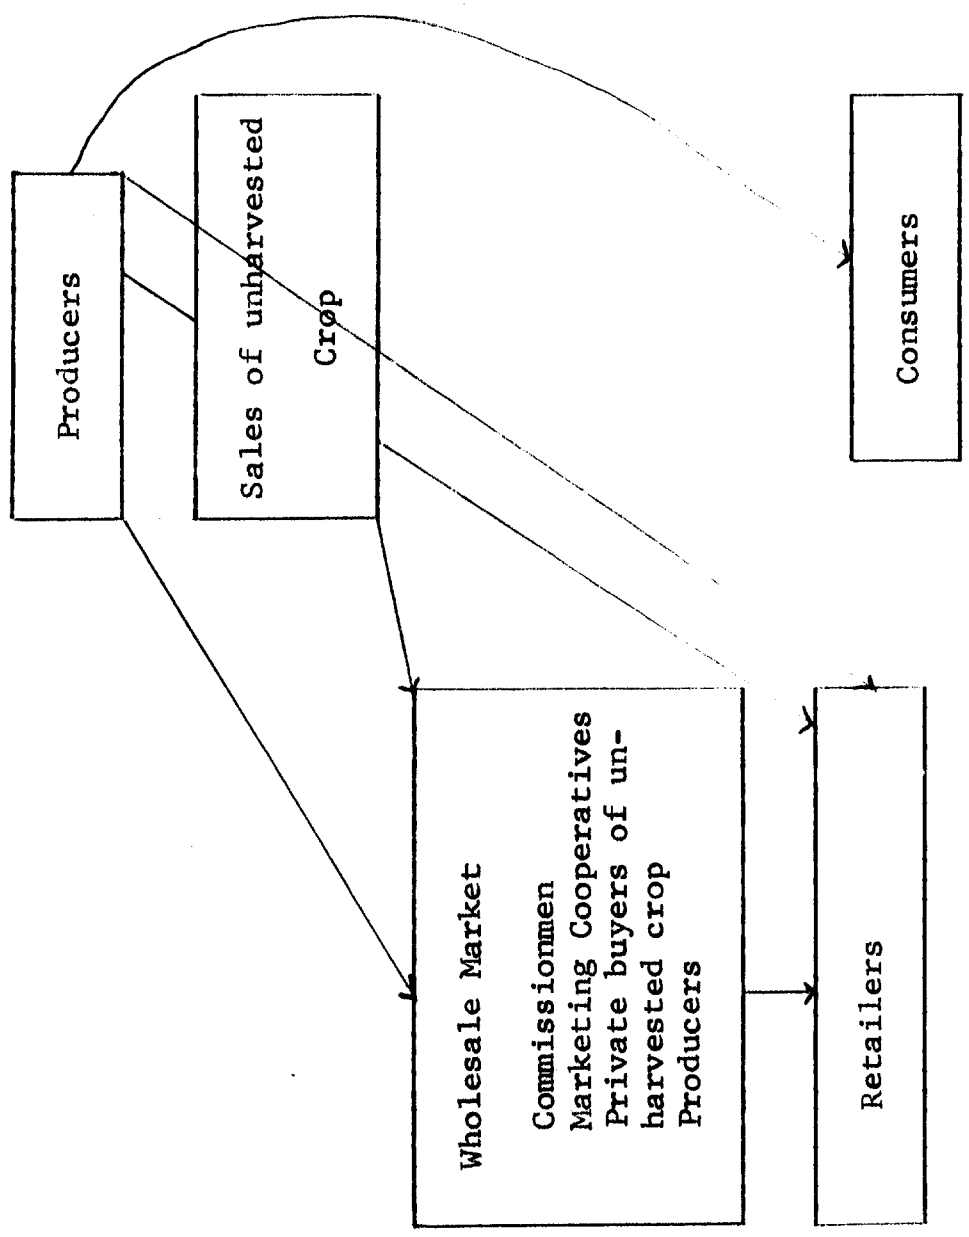 Producers
Sales of unharvested
Crop
Wholesale Market
Commissionmen
Marketing Cooperatives
Private buyers of un-
harvested crop
Producers
Retailers
Consumers